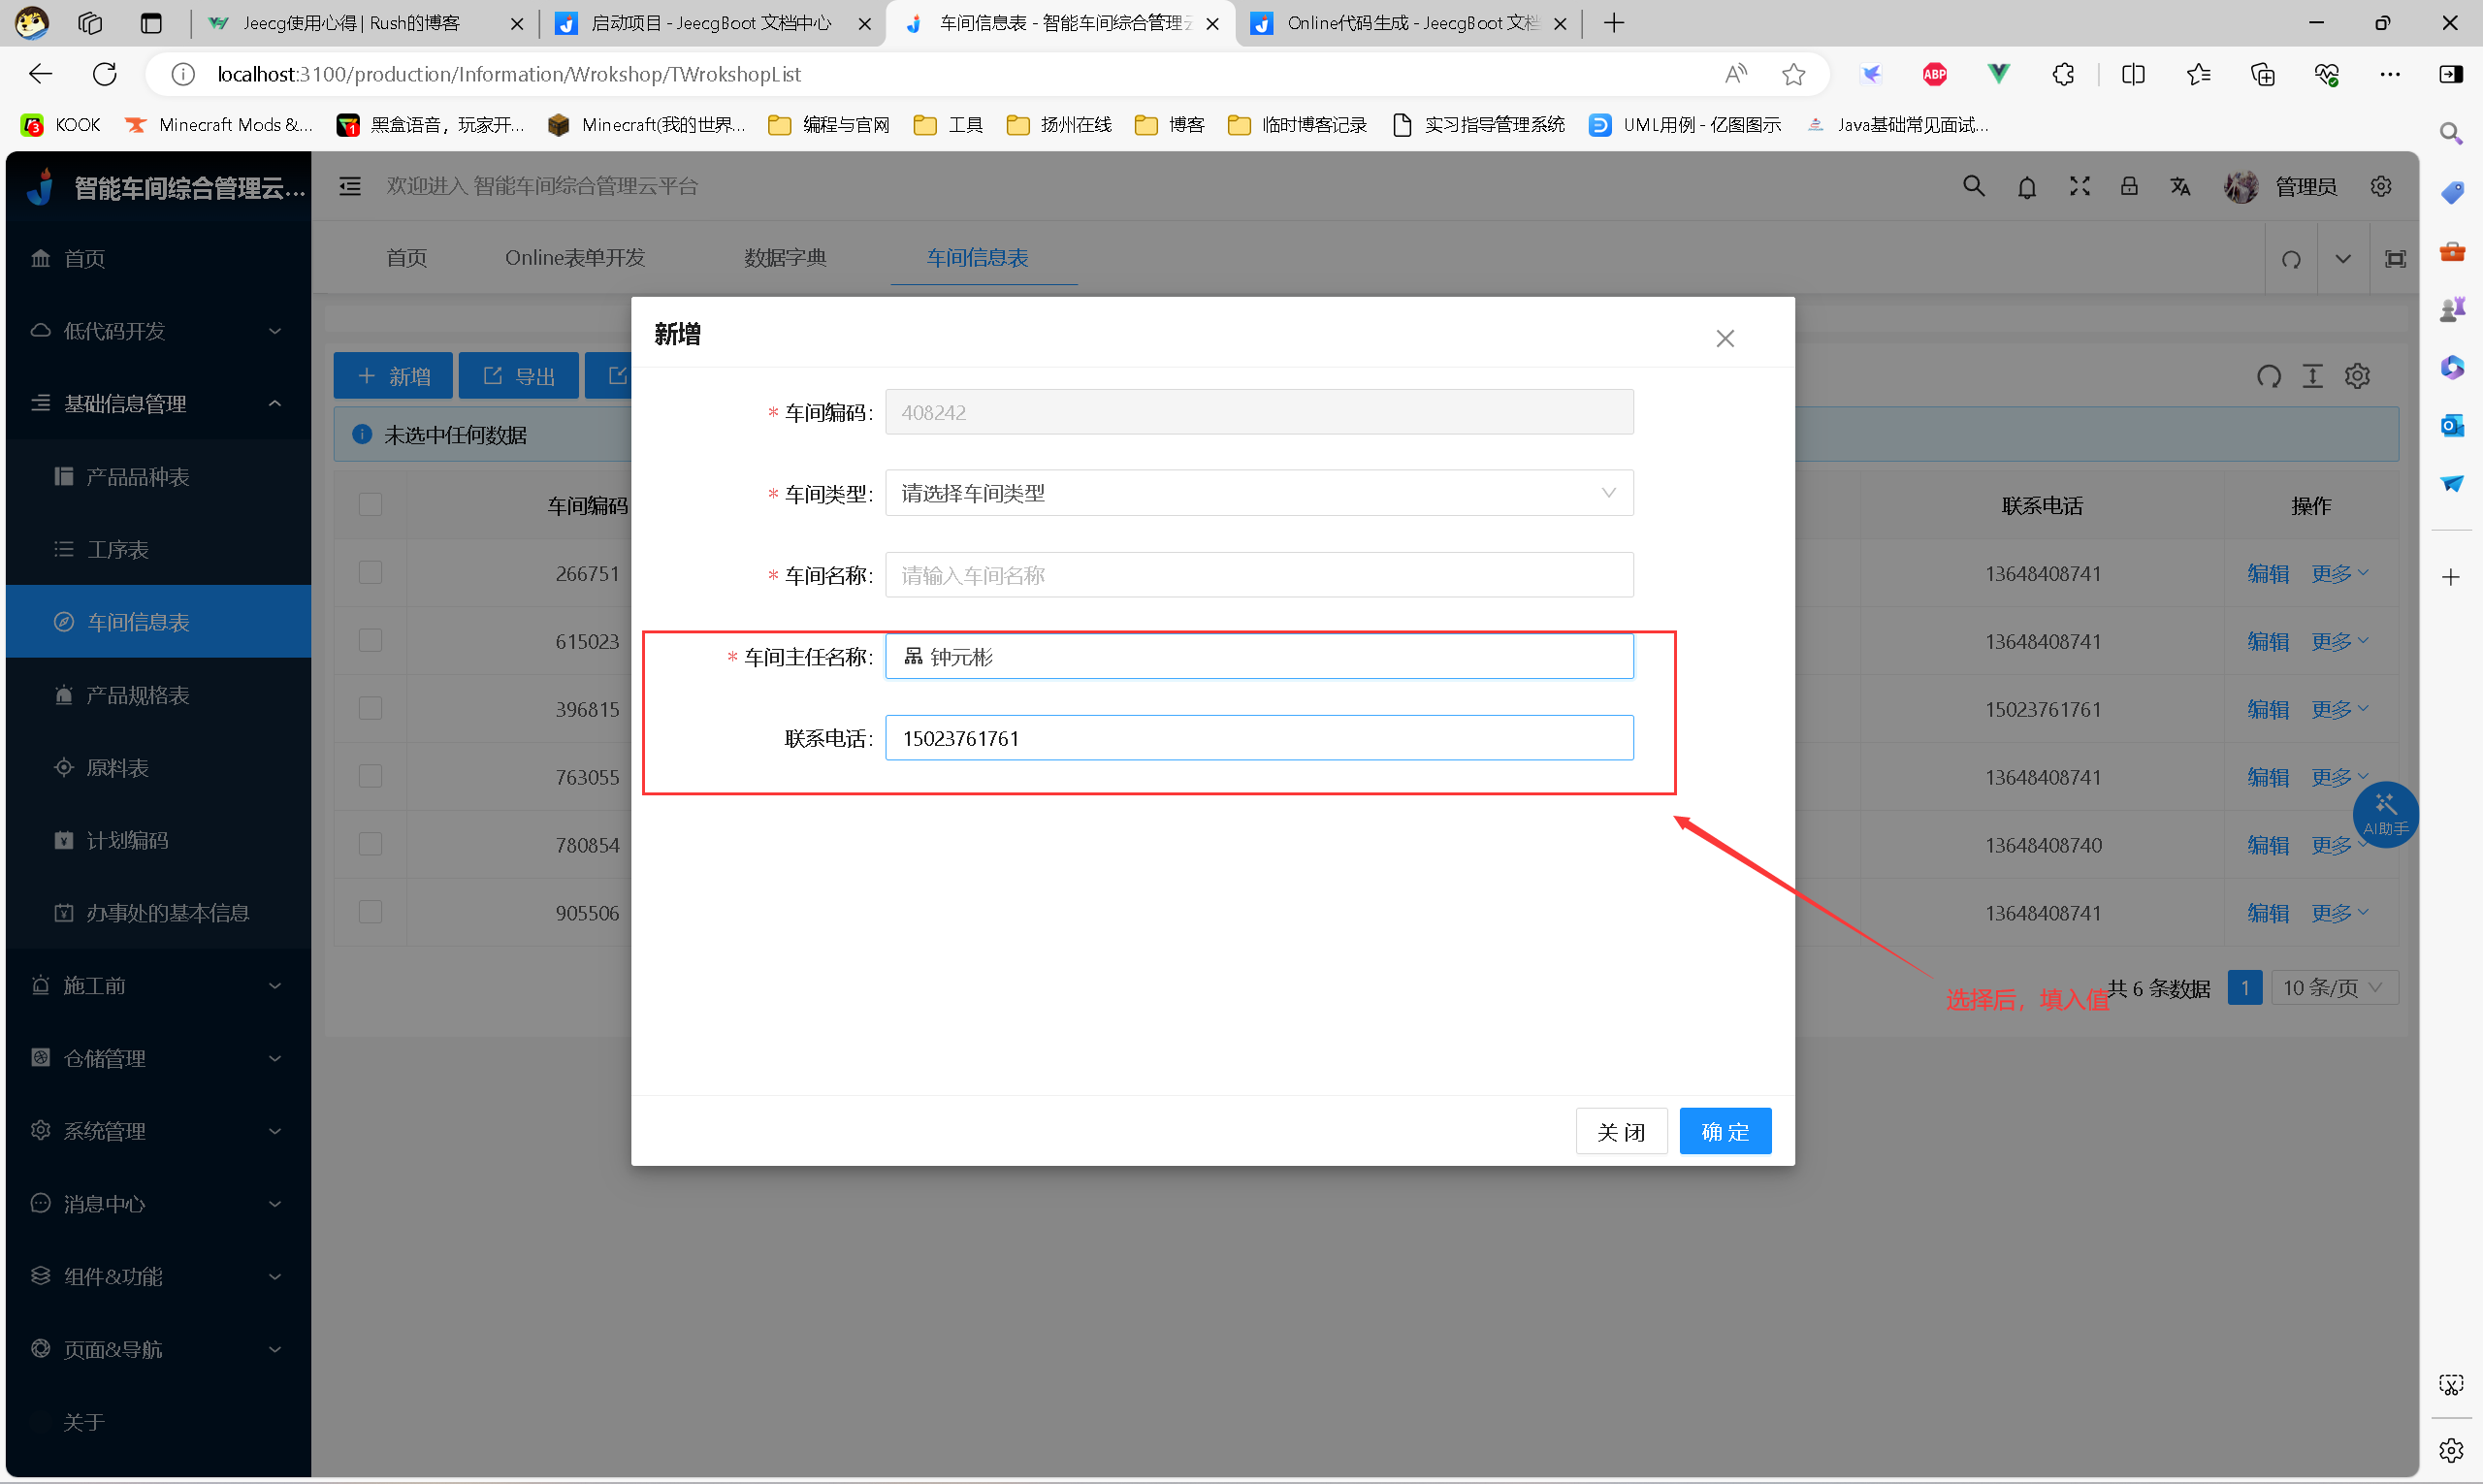 Jeecg使用心得 | Rush的博客
启动项目 - JeecgBoot 文档中心
车间信息表 - 智能车间综合管理云
Online代码生成 - JeecgBoot 文档
localhost:3100/production/Information/Wrokshop/TWrokshopList
ABP
KOOK
Minecraft Mods &...
黑盒语音，玩家开...
Minecraft(我的世界...
编程与官网
工具
扬州在线
博客
临时博客记录
实习指导管理系统
UML用例 - 亿图图示
Java基础常见面试...
智能车间综合管理云...
欢迎进入 智能车间综合管理云平台
管理员
首页
Online表单开发
数据字典
车间信息表
首页
低代码开发
基础信息管理
产品品种表
工序表
车间信息表
产品规格表
原料表
计划编码
办事处的基本信息
施工前
仓储管理
系统管理
消息中心
组件&功能
页面&导航
关于
新增
导出
未选中任何数据
车间编码
联系电话
操作
266751
13648408741
编辑 更多
615023
13648408741
编辑 更多
396815
15023761761
编辑 更多
763055
13648408741
编辑 更多
780854
13648408740
编辑 更多
905506
13648408741
编辑 更多
AI助手
共 6 条数据
1
10 条/页
新增
* 车间编码: 408242
* 车间类型: 请选择车间类型
* 车间名称: 请输入车间名称
* 车间主任名称: 钟元彬
联系电话: 15023761761
选择后，填入值
关 闭
确 定